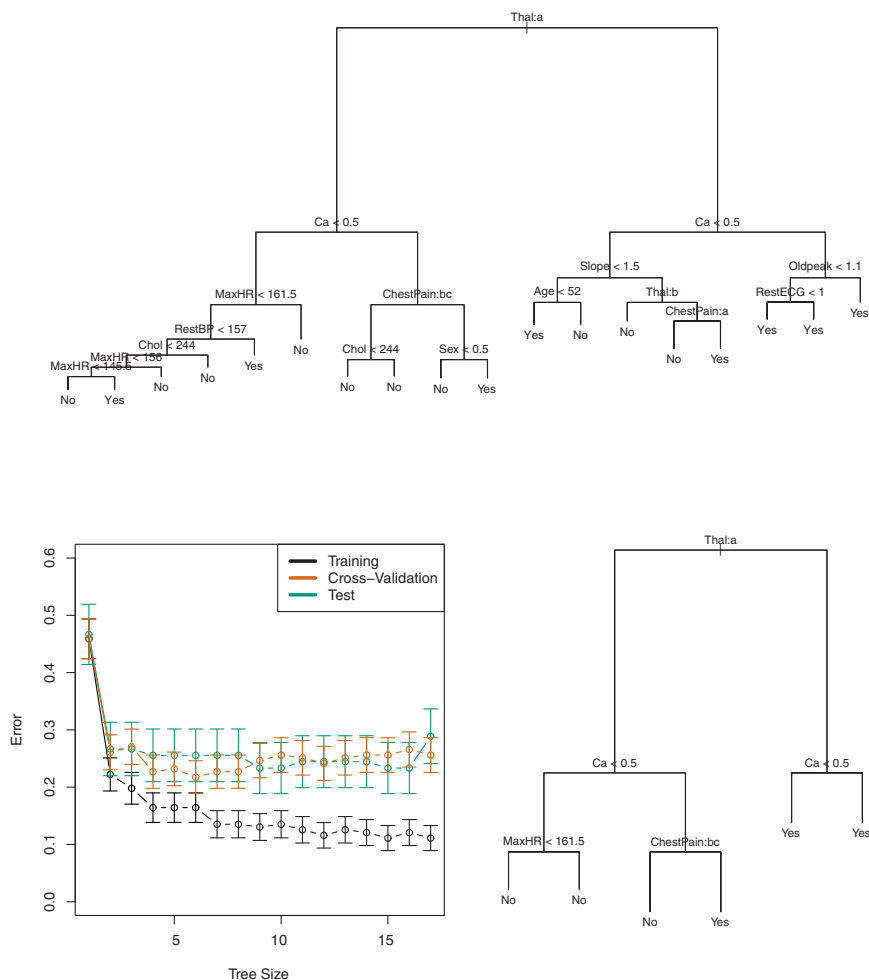 Thal:a
Ca < 0.5
Ca < 0.5
Slope < 1.5
Oldpeak < 1.1
MaxHR < 161.5
ChestPain:bc
Age < 52
Thal:b
RestECG < 1
ChestPain:a
Yes
RestBP < 157
Yes
No
No
Yes
Yes
Chol < 244
No
Chol < 244
Sex < 0.5
No
Yes
MaxHR < 156
Yes
MaxHR < 145.5
No
No
No
No
No
Yes
No
Yes
Thal:a
Ca < 0.5
Ca < 0.5
MaxHR < 161.5
ChestPain:bc
Yes
Yes
No
No
No
Yes
Training
Cross−Validation
Test
0.6
0.5
0.4
0.3
0.2
0.1
0.0
Error
5
10
15
Tree Size